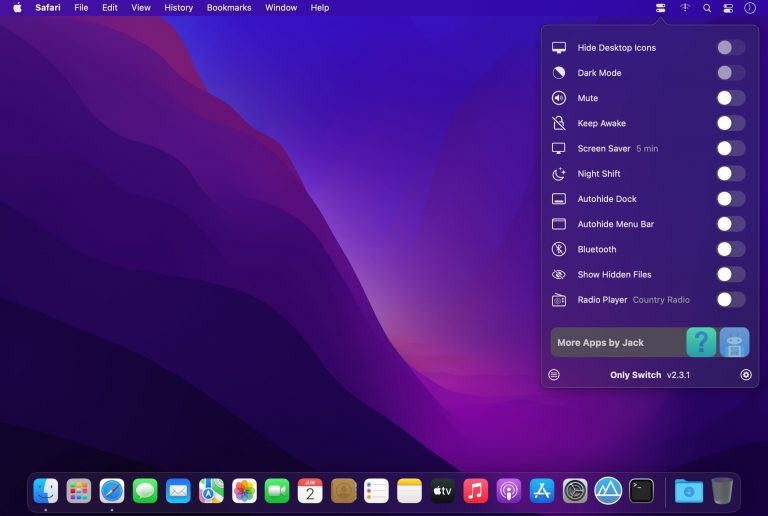 Safari File Edit View History Bookmarks Window Help
Hide Desktop Icons
Dark Mode
Mute
Keep Awake
Screen Saver 5 min
Night Shift
Autohide Dock
Autohide Menu Bar
Bluetooth
Show Hidden Files
Radio Player Country Radio
More Apps by Jack ?
Only Switch v2.3.1
JUN
2
tv
>_